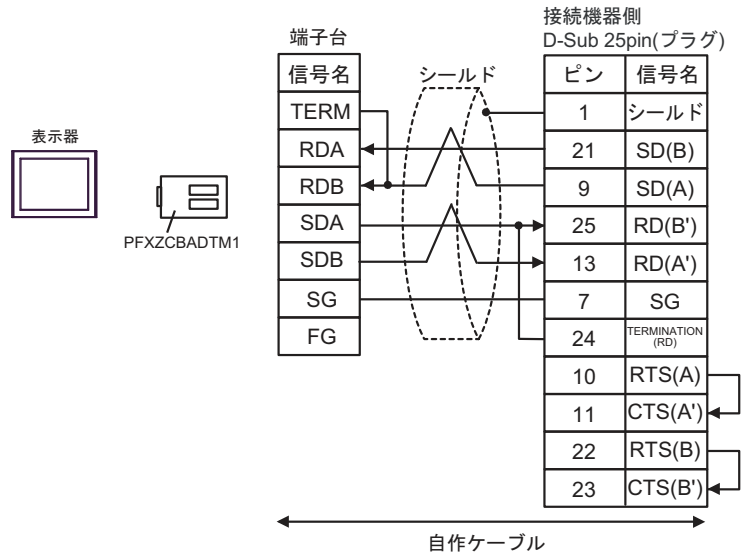 接続機器側
端子台
D-Sub 25pin(プラグ)
信号名
シールド
ピン 信号名
TERM
1 シールド
表示器
RDA
21 SD(B)
RDB
9 SD(A)
PFXZCBADTM1
SDA
25 RD(B')
SDB
13 RD(A')
SG
7 SG
FG
24 TERMINATION
(RD)
10 RTS(A)
11 CTS(A')
22 RTS(B)
23 CTS(B')
自作ケーブル